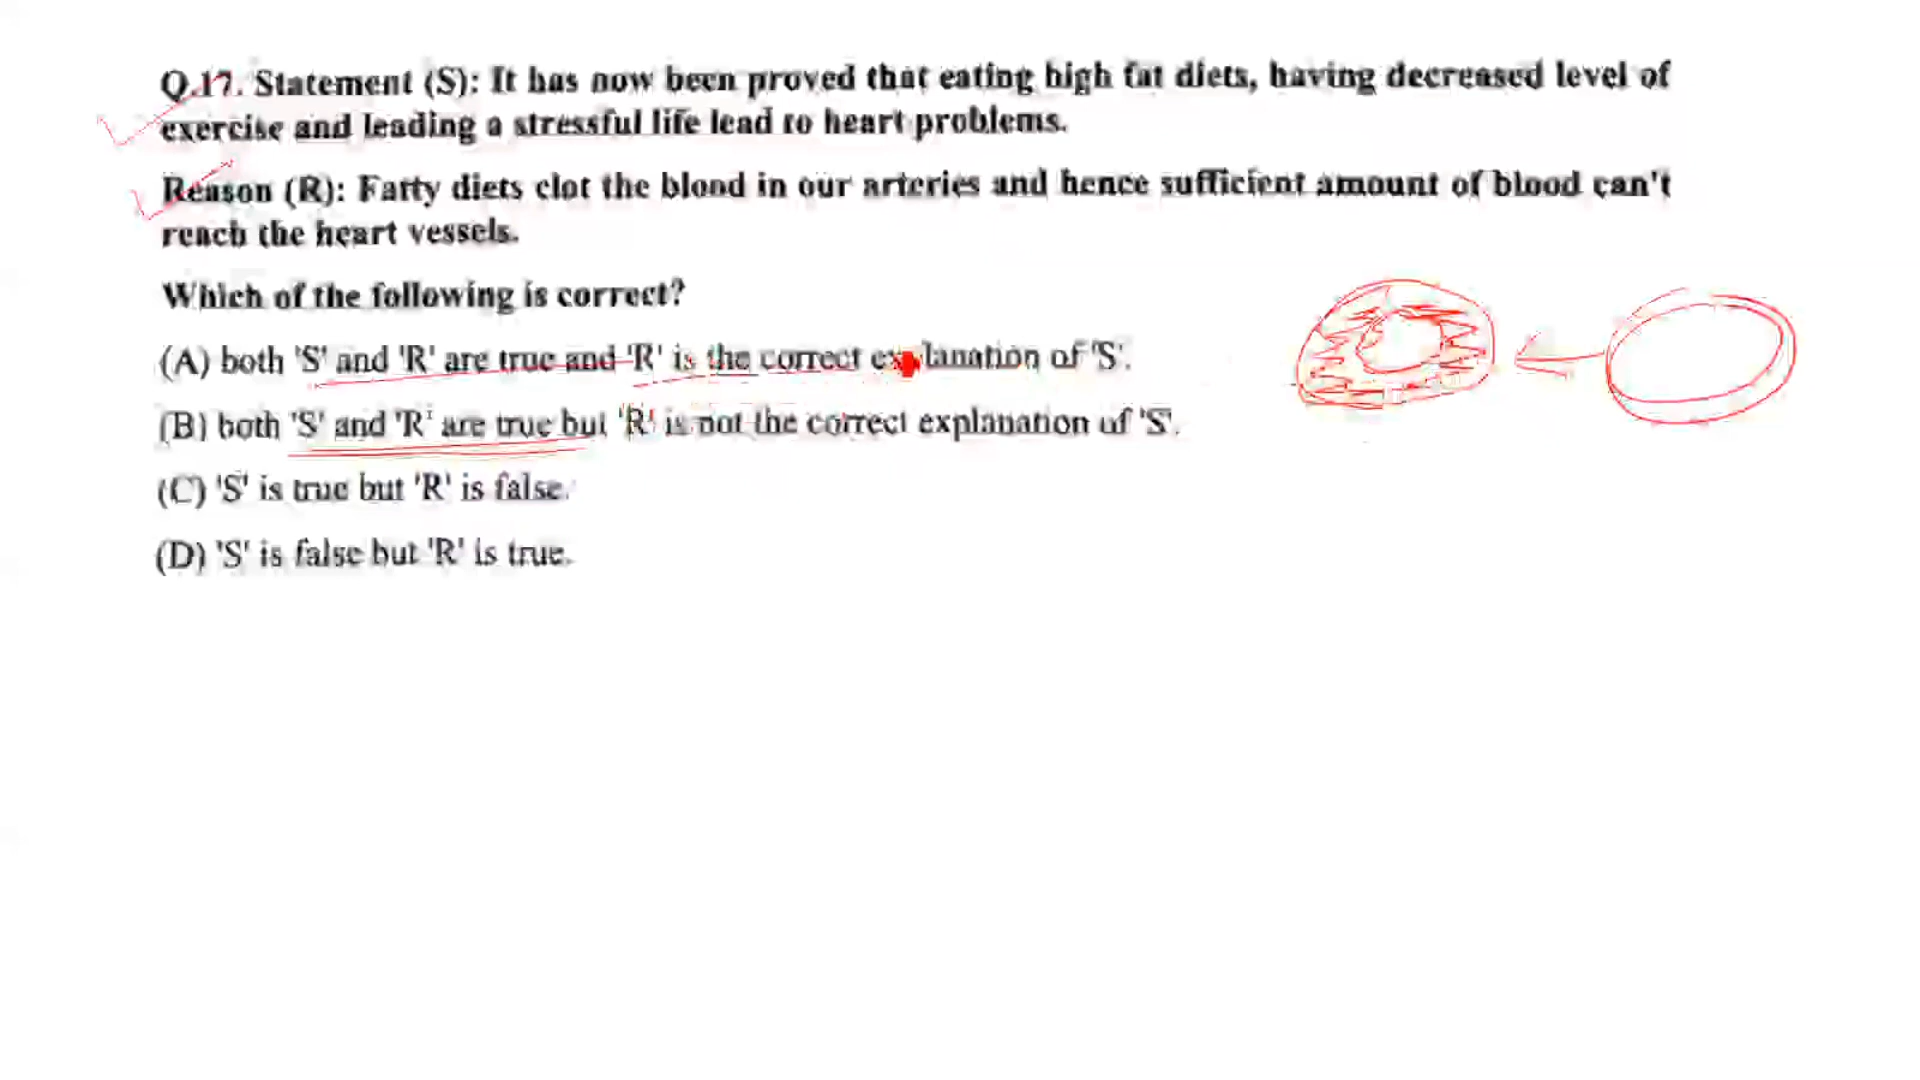 Q.17. Statement (S): It has now been proved that eating high fat diets, having decreased level of
exercise and leading a stressful life lead to heart problems.
Reason (R): Fatty diets clot the blood in our arteries and hence sufficient amount of blood can't
reach the heart vessels.
Which of the following is correct?
(A) both 'S' and 'R' are true and 'R' is the correct explanation of 'S'.
(B) both 'S' and 'R' are true but 'R' is not the correct explanation of 'S'.
(C) 'S' is true but 'R' is false.
(D) 'S' is false but 'R' is true.